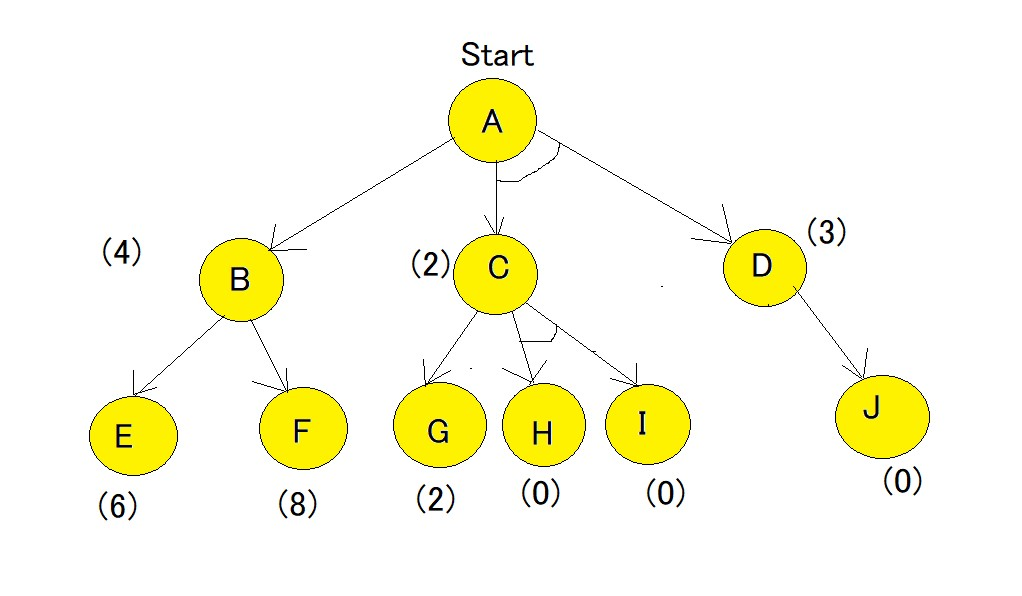 Start
A
(4)
B
(2)
C
D
(3)
E
F
G
H
I
J
(6)
(8)
(2)
(0)
(0)
(0)